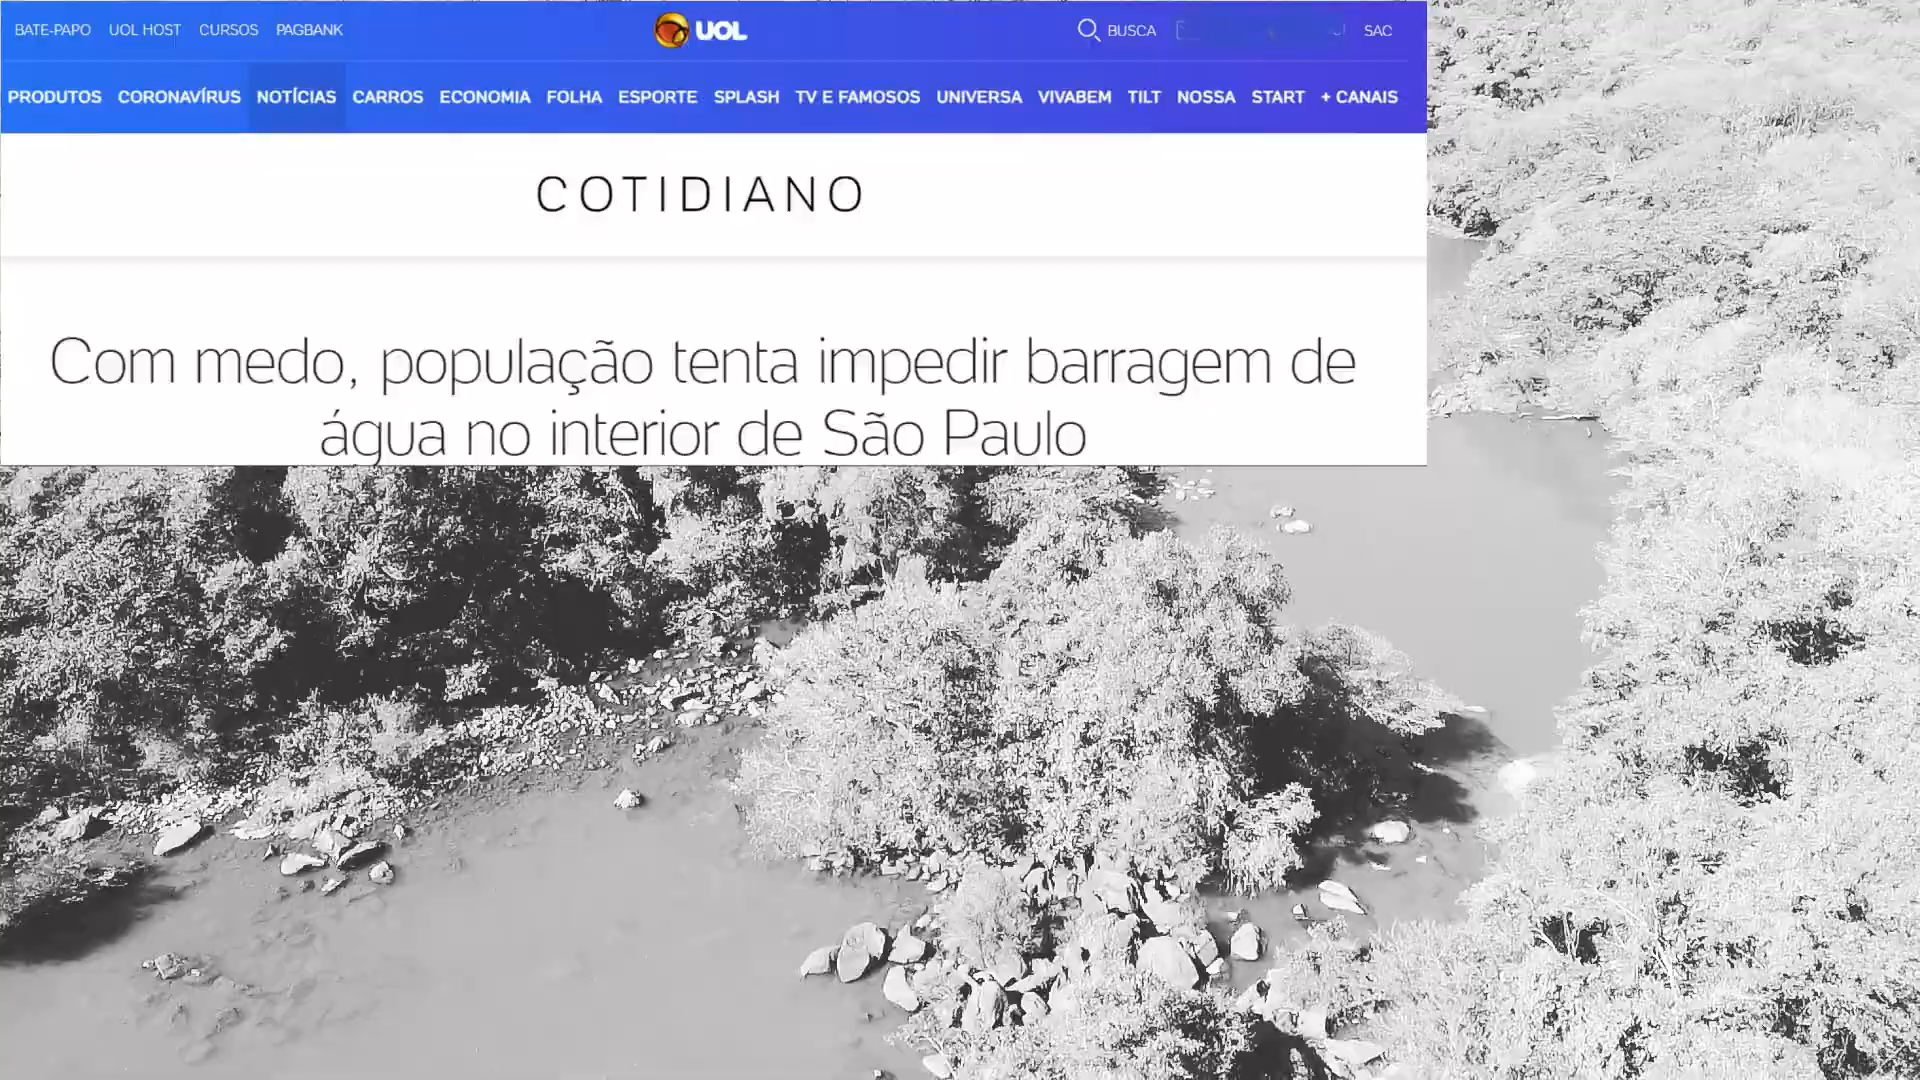 BATE-PAPO UOL HOST CURSOS PAGBANK UOL BUSCA SAC
PRODUTOS CORONAVÍRUS NOTÍCIAS CARROS ECONOMIA FOLHA ESPORTE SPLASH TV E FAMOSOS UNIVERSA VIVABEM TILT NOSSA START + CANAIS
COTIDIANO
Com medo, população tenta impedir barragem de
água no interior de São Paulo